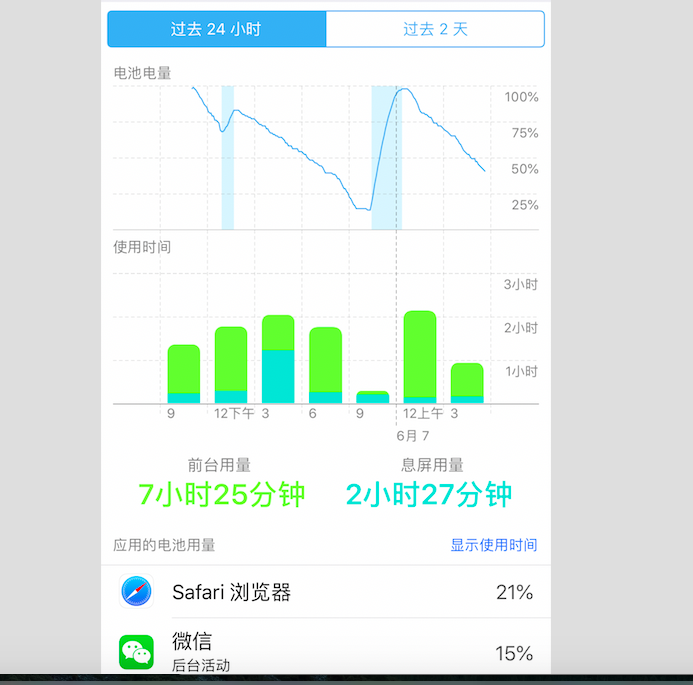 过去 24 小时 过去 2 天
电池电量
100%
75%
50%
25%
使用时间
3小时
2小时
1小时
9 12下午 3 6 9 12上午 3
6月 7
前台用量 息屏用量
7小时25分钟 2小时27分钟
应用的电池用量 显示使用时间
Safari 浏览器 21%
微信 15%
后台活动